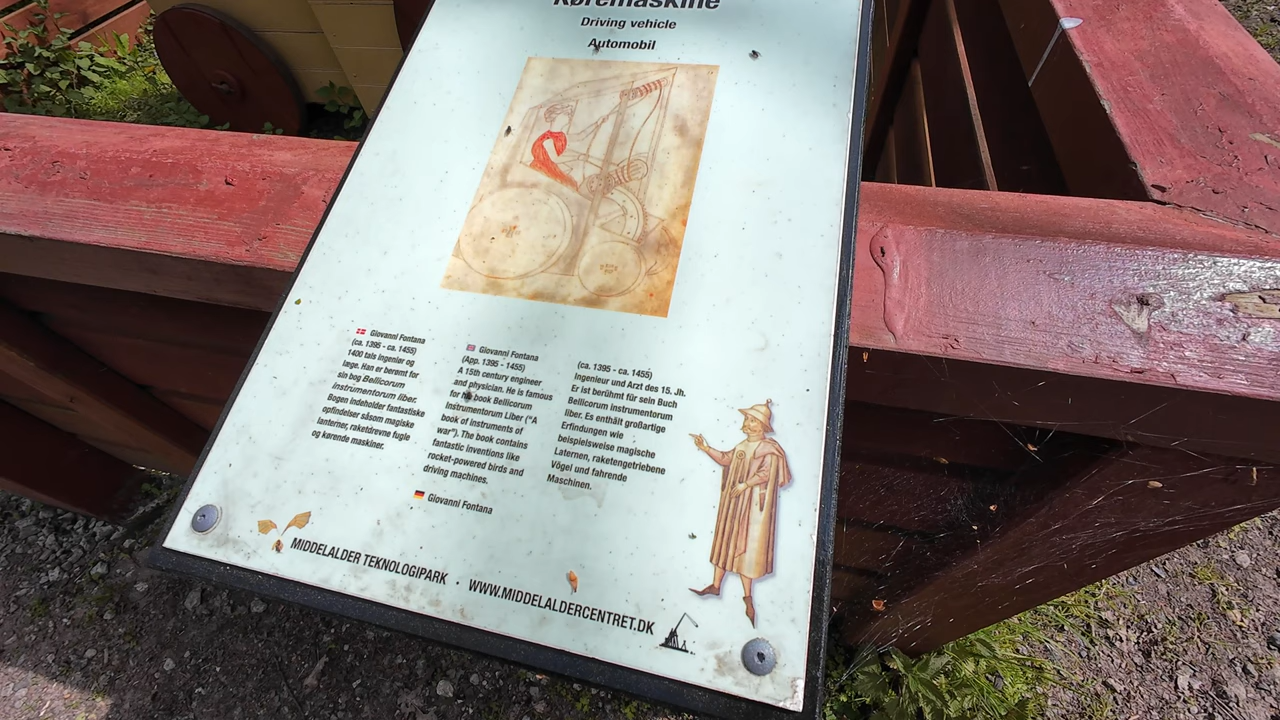 Køremaskine
Driving vehicle
Automobil
Giovanni Fontana
(ca. 1395 - ca. 1455)
1400 tals ingeniør og
læge. Han er berømt for
sin bog Bellicorum
Instrumentorum liber.
Bogen indeholder fantastiske
opfindelser såsom magiske
lanterner, raketdrevne fugle
og kørende maskiner.
Giovanni Fontana
(App. 1395 - 1455)
A 15th century engineer
and physician. He is famous
for his book Bellicorum
Instrumentorum Liber ("A
book of instruments of
war"). The book contains
fantastic inventions like
rocket-powered birds and
driving machines.
Giovanni Fontana
(ca. 1395 - ca. 1455)
Ingenieur und Arzt des 15. Jh.
Er ist berühmt für sein Buch
Bellicorum instrumentorum
liber. Es enthält großartige
Erfindungen wie
beispielsweise magische
Laternen, raketengetriebene
Vögel und fahrende
Maschinen.
MIDDELALDER TEKNOLOGIPARK · WWW.MIDDELALDERCENTRET.DK